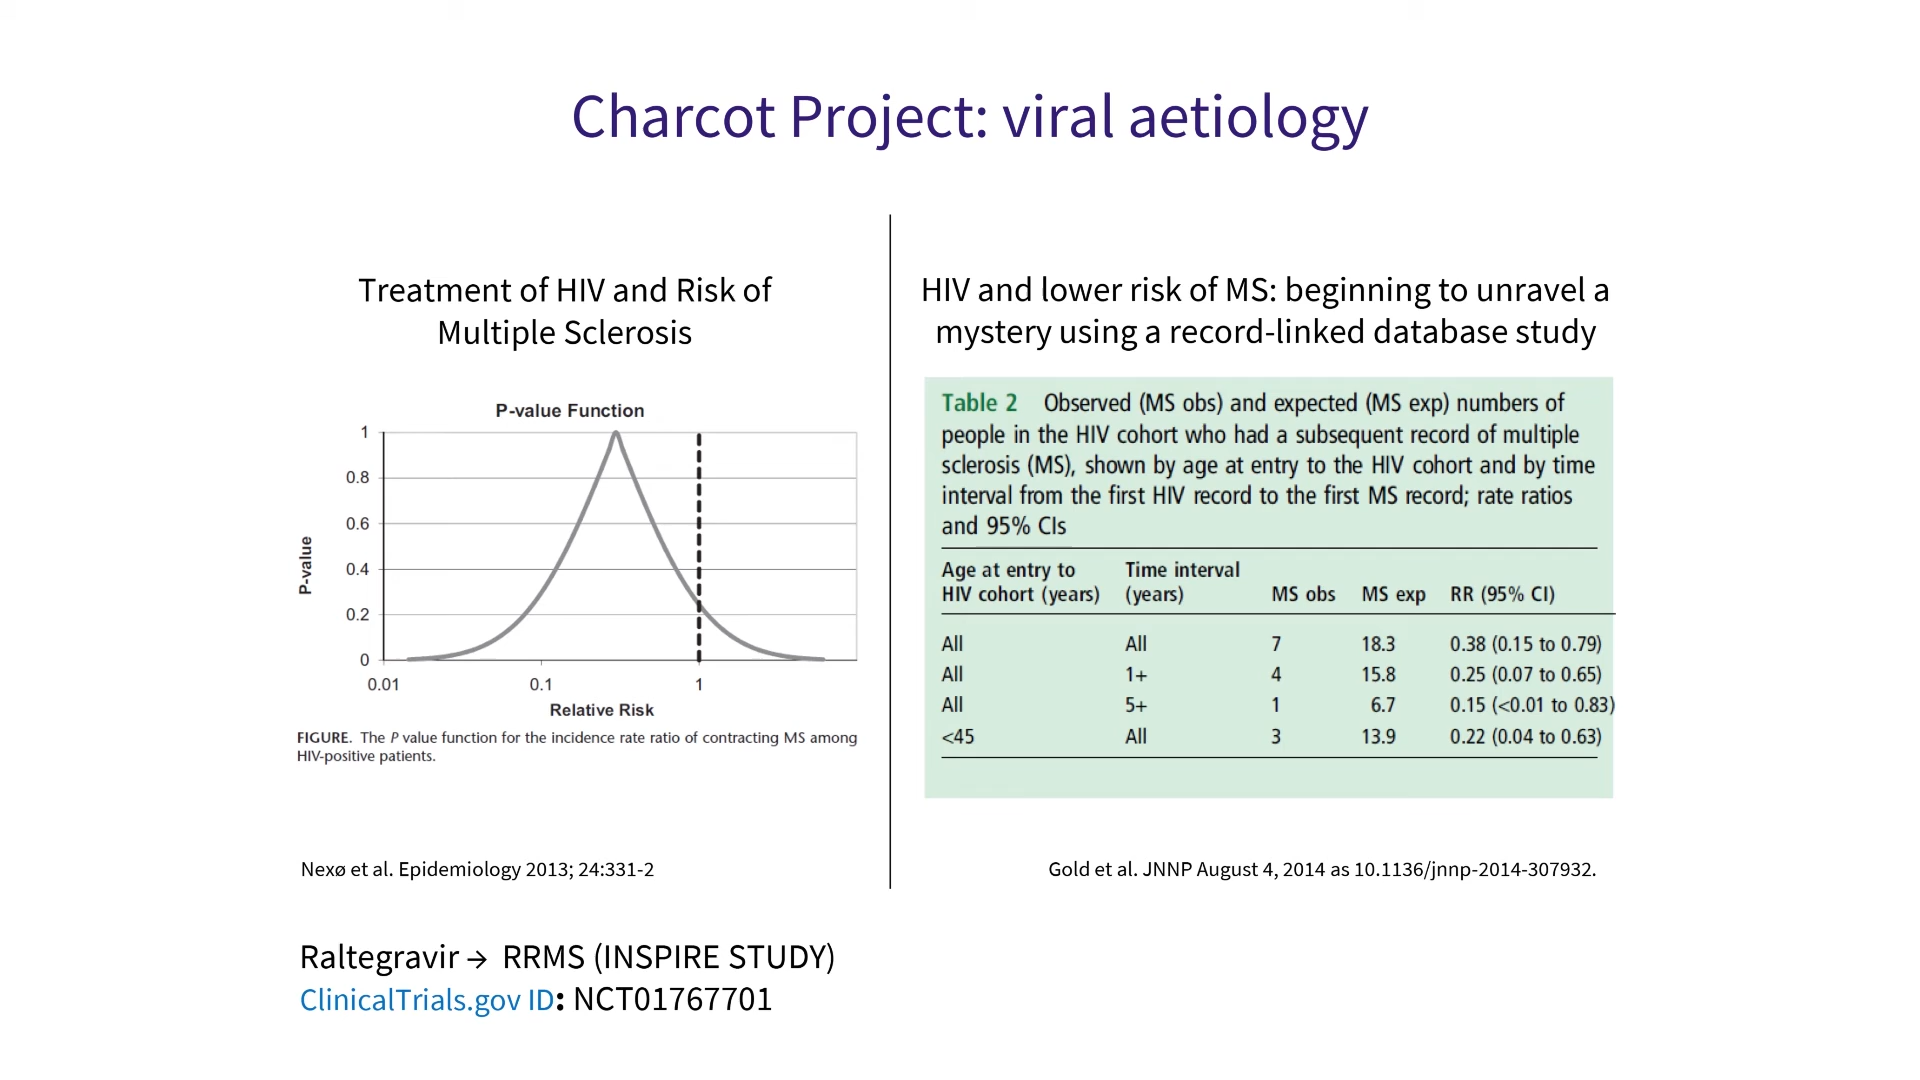 Charcot Project: viral aetiology
Treatment of HIV and Risk of
Multiple Sclerosis
P-value Function
1
0.8
0.6
0.4
0.2
0
P-value
0.01 0.1 1
Relative Risk
FIGURE. The P value function for the incidence rate ratio of contracting MS among
HIV-positive patients.
Nexø et al. Epidemiology 2013; 24:331-2
HIV and lower risk of MS: beginning to unravel a
mystery using a record-linked database study
Table 2 Observed (MS obs) and expected (MS exp) numbers of
people in the HIV cohort who had a subsequent record of multiple
sclerosis (MS), shown by age at entry to the HIV cohort and by time
interval from the first HIV record to the first MS record; rate ratios
and 95% CIs
Age at entry to Time interval
HIV cohort (years) (years) MS obs MS exp RR (95% CI)
All All 7 18.3 0.38 (0.15 to 0.79)
All 1+ 4 15.8 0.25 (0.07 to 0.65)
All 5+ 1 6.7 0.15 (<0.01 to 0.83)
<45 All 3 13.9 0.22 (0.04 to 0.63)
Gold et al. JNNP August 4, 2014 as 10.1136/jnnp-2014-307932.
Raltegravir → RRMS (INSPIRE STUDY)
ClinicalTrials.gov ID: NCT01767701